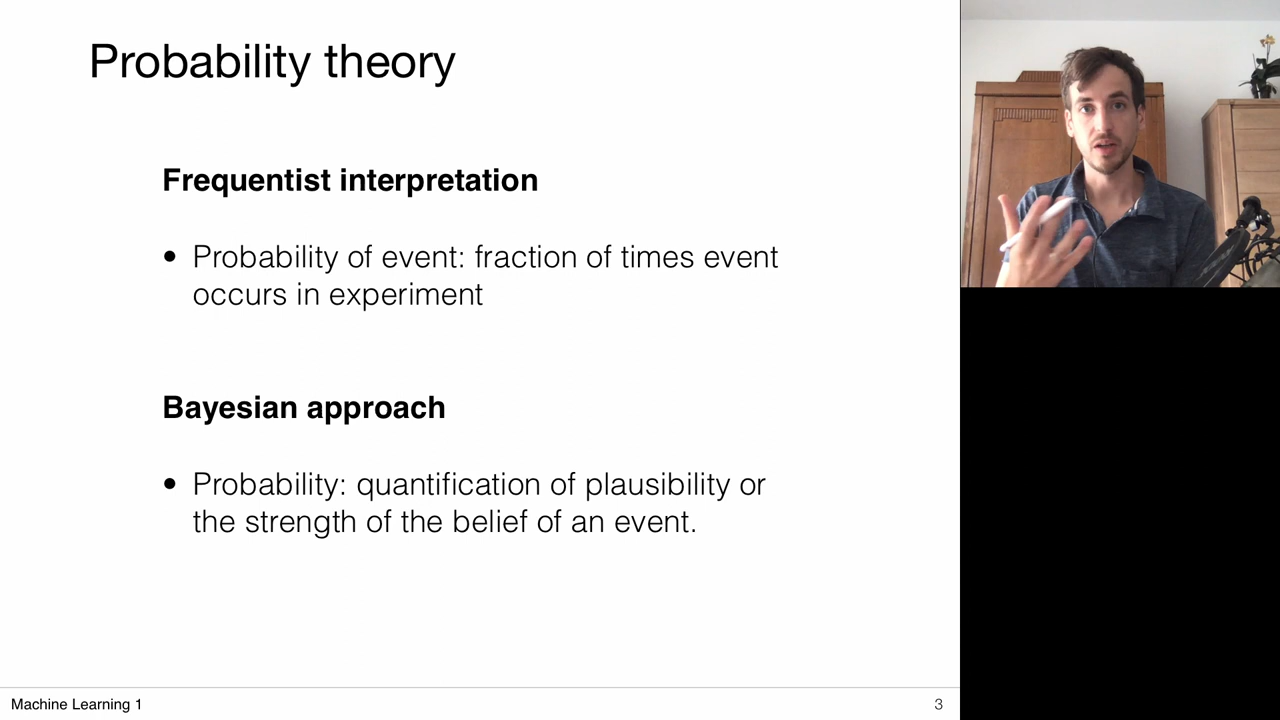 Probability theory
Frequentist interpretation
• Probability of event: fraction of times event
occurs in experiment
Bayesian approach
• Probability: quantification of plausibility or
the strength of the belief of an event.
Machine Learning 1
3